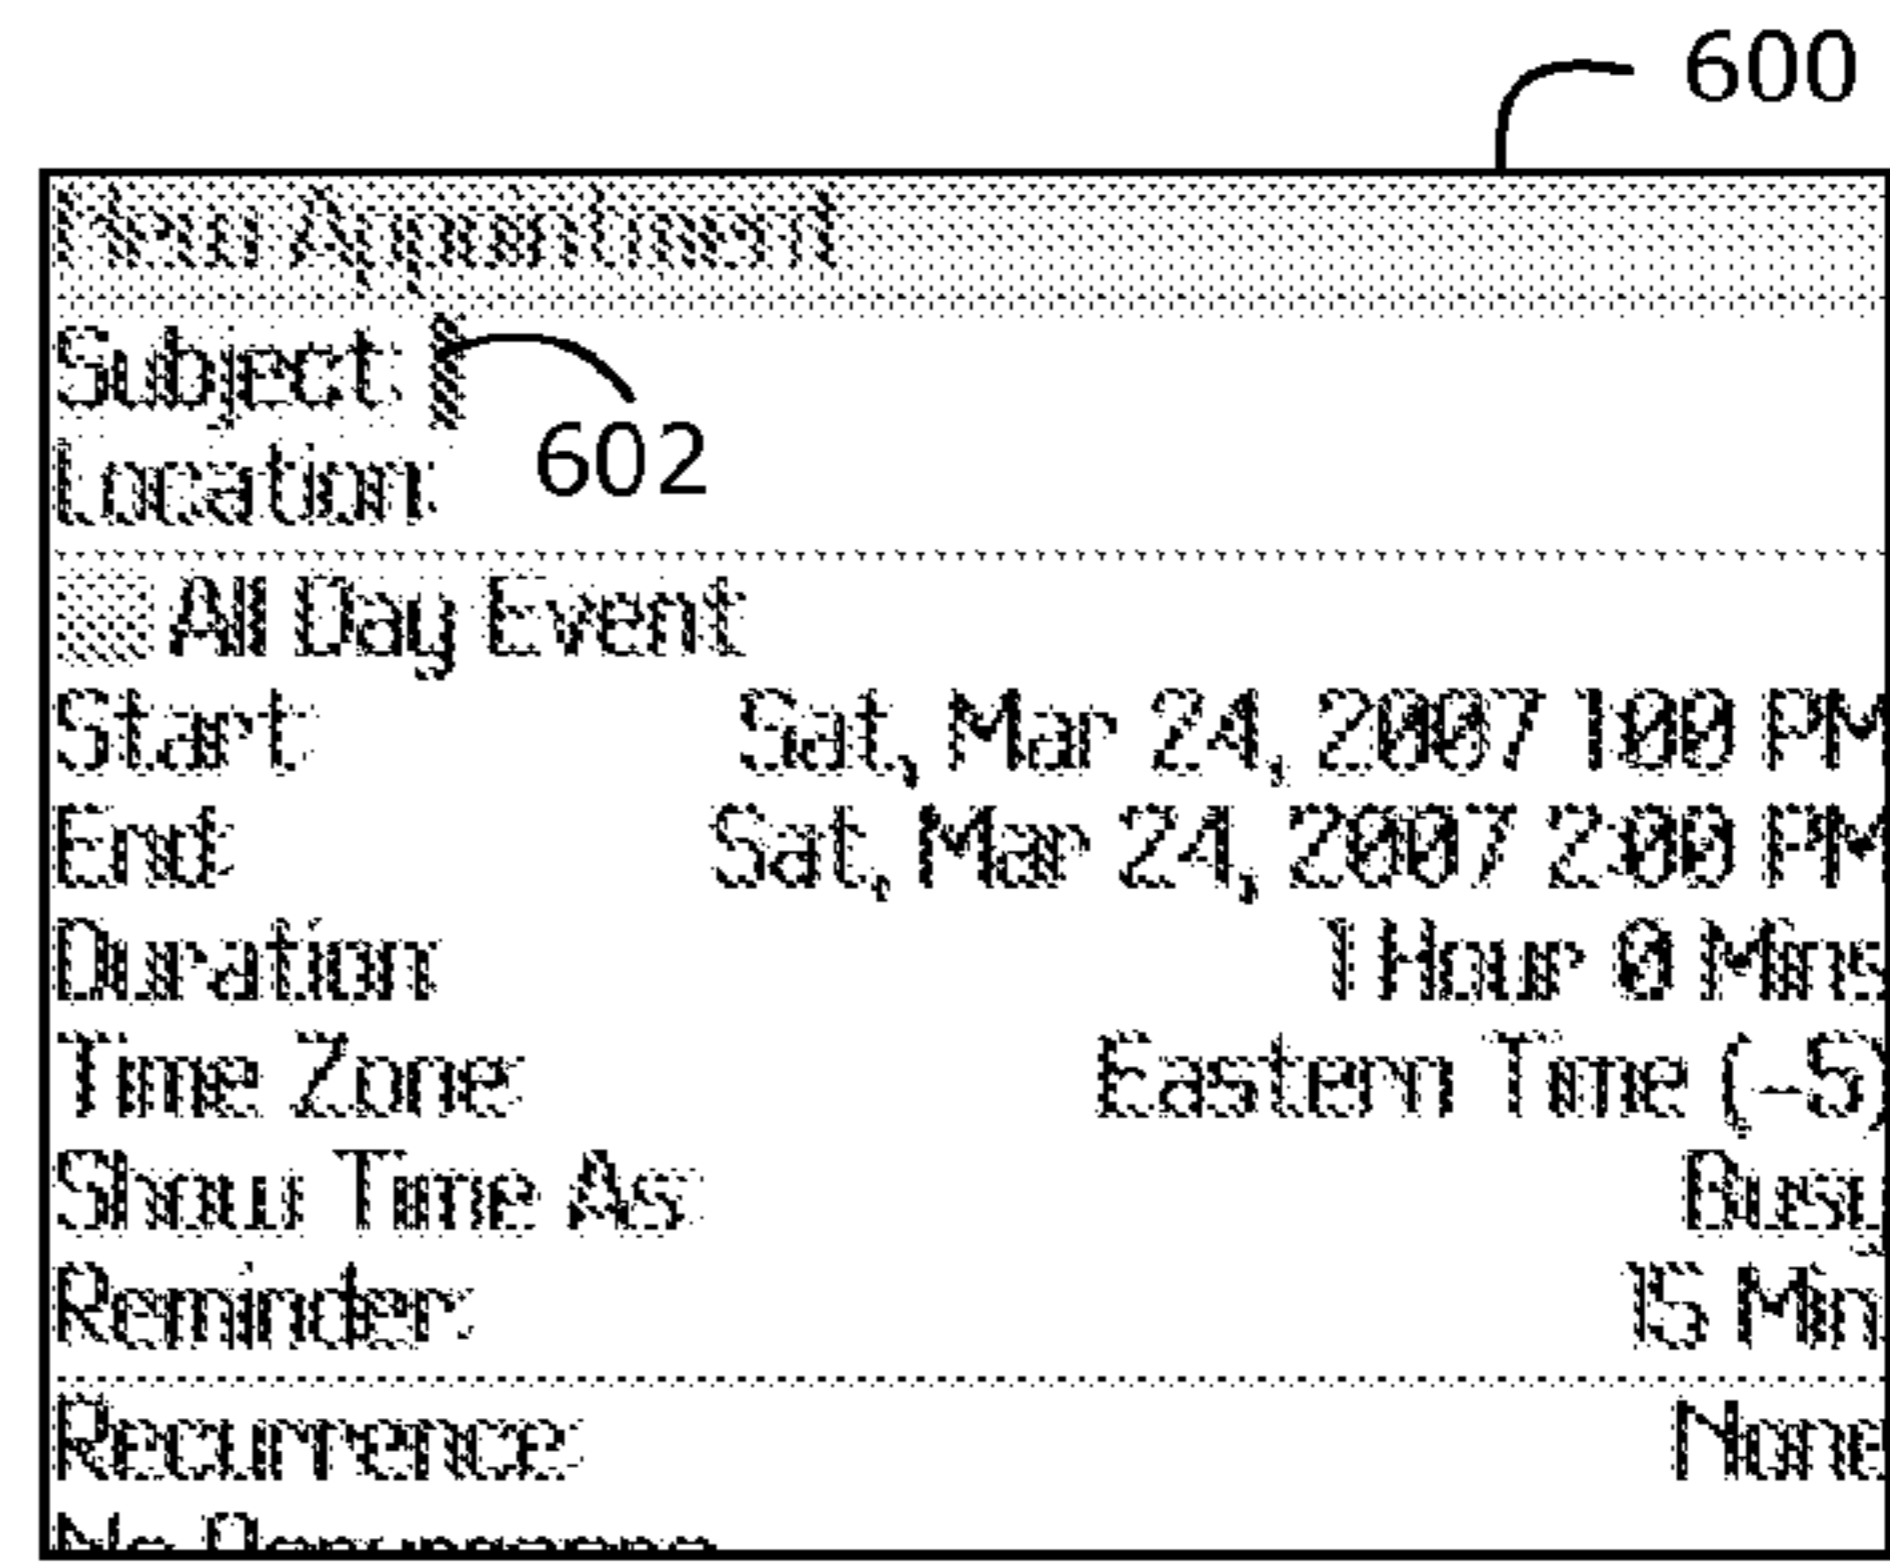 600
New Appointment
Subject:
602
Location:
All Day Event
Start: Sat, Mar 24, 2007 1:00 PM
End: Sat, Mar 24, 2007 2:00 PM
Duration: 1 Hour 0 Mins
Time Zone: Eastern Time (-5)
Show Time As: Busy
Reminder: 15 Min.
Recurrence: None
No Recurrence